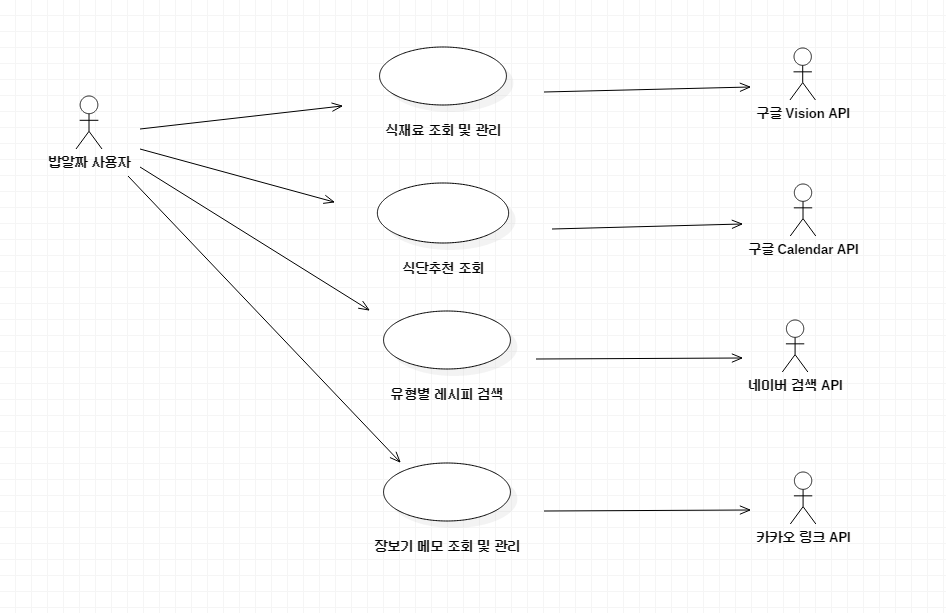 밥알짜 사용자
식재료 조회 및 관리
식단추천 조회
유형별 레시피 검색
장보기 메모 조회 및 관리
구글 Vision API
구글 Calendar API
네이버 검색 API
카카오 링크 API